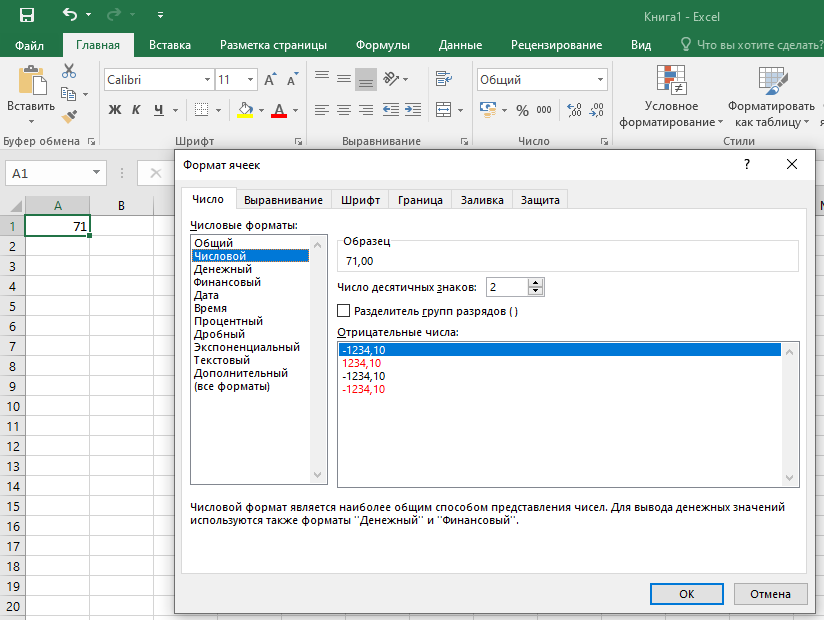 Книга1 - Excel
Файл Главная Вставка Разметка страницы Формулы Данные Рецензирование Вид Что вы хотите сделать?
Вставить
Calibri 11
Ж К Ч
Общий
% 000
Условное форматирование
Форматировать как таблицу
Буфер обмена Шрифт Выравнивание Число Стили
A1
Формат ячеек
?
Число Выравнивание Шрифт Граница Заливка Защита
Числовые форматы:
Общий
Числовой
Денежный
Финансовый
Дата
Время
Процентный
Дробный
Экспоненциальный
Текстовый
Дополнительный
(все форматы)
Образец
71,00
Число десятичных знаков: 2
Разделитель групп разрядов ( )
Отрицательные числа:
-1234,10
1234,10
-1234,10
-1234,10
Числовой формат является наиболее общим способом представления чисел. Для вывода денежных значений
используются также форматы "Денежный" и "Финансовый".
ОК Отмена
A B
1 71
2
3
4
5
6
7
8
9
10
11
12
13
14
15
16
17
18
19
20